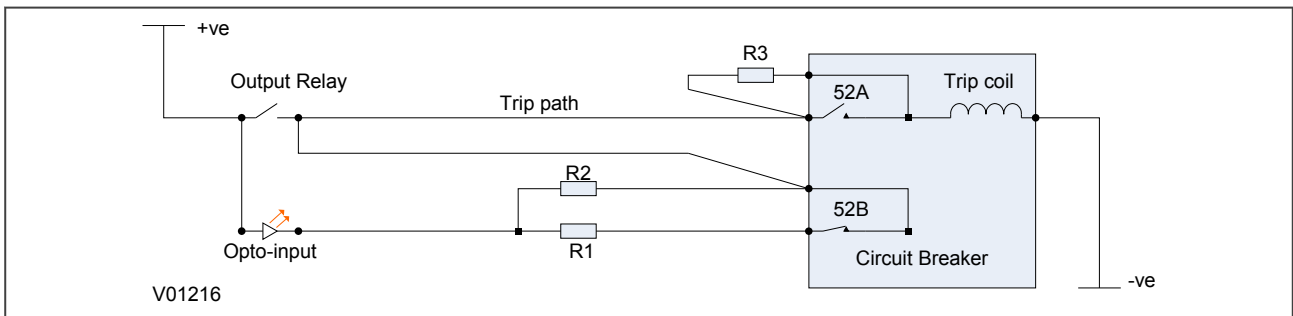 +ve
R3
Output Relay
52A
Trip coil
Trip path
R2
52B
Opto-input
R1
Circuit Breaker
-ve
V01216